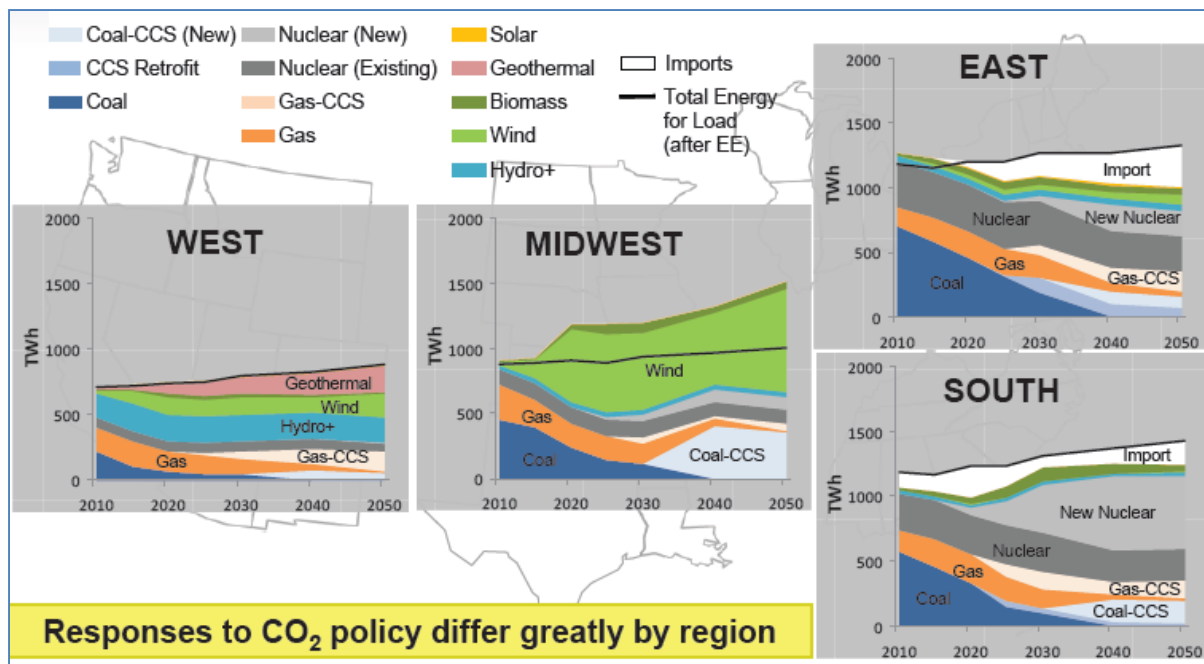 Coal-CCS (New)
CCS Retrofit
Coal
Nuclear (New)
Nuclear (Existing)
Gas-CCS
Gas
Solar
Geothermal
Biomass
Wind
Hydro+
Imports
Total Energy
for Load
(after EE)
WEST
TWh
2000
1500
1000
500
0
Geothermal
Wind
Hydro+
Gas
Gas-CCS
2010 2020 2030 2040 2050
MIDWEST
TWh
2000
1500
1000
500
0
Wind
Gas
Coal
Coal-CCS
2010 2020 2030 2040 2050
EAST
TWh
2000
1500
1000
500
0
Import
Nuclear
New Nuclear
Gas
Gas-CCS
Coal
2010 2020 2030 2040 2050
SOUTH
TWh
2000
1500
1000
500
0
Import
New Nuclear
Nuclear
Gas
Gas-CCS
Coal
Coal-CCS
2010 2020 2030 2040 2050
Responses to CO₂ policy differ greatly by region